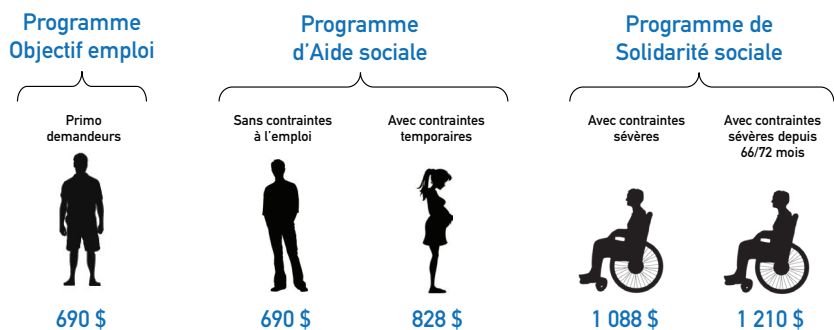 Programme
Objectif emploi
Programme
d'Aide sociale
Programme de
Solidarité sociale
Primo
demandeurs
Sans contraintes
à l'emploi
Avec contraintes
temporaires
Avec contraintes
sévères
Avec contraintes
sévères depuis
66/72 mois
690 $
690 $
828 $
1 088 $
1 210 $